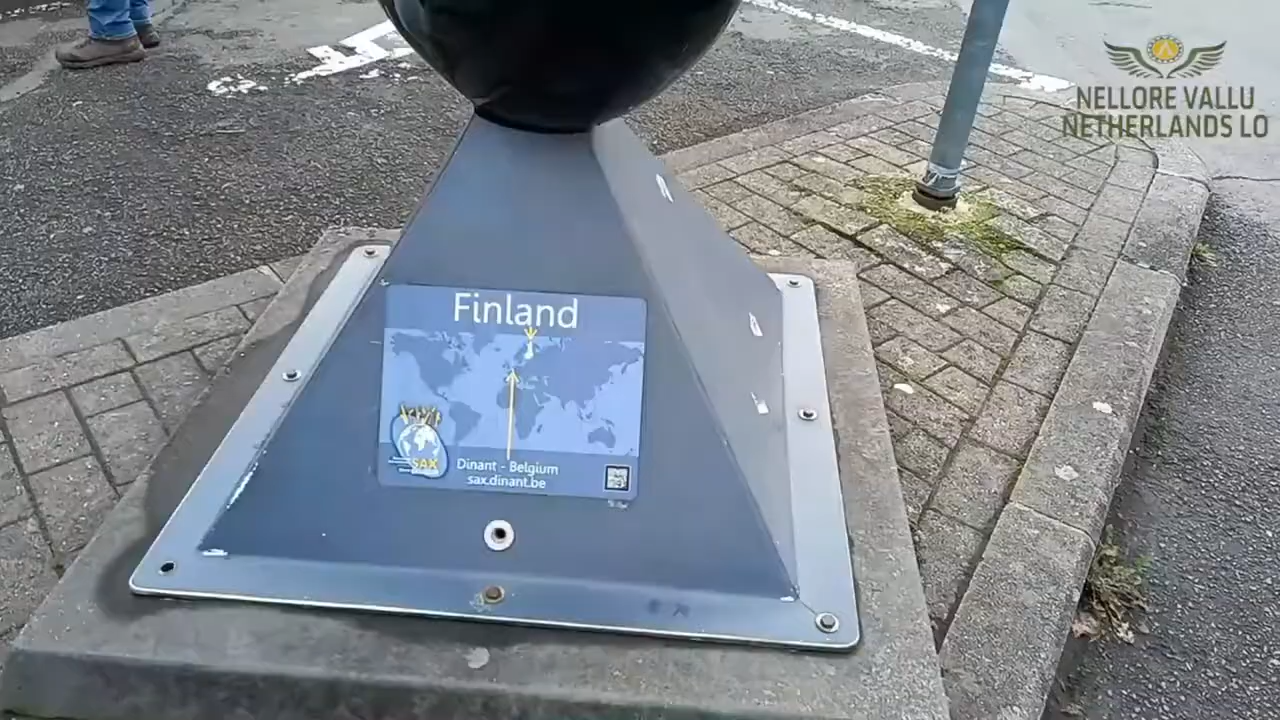 NELLORE VALLU
NETHERLANDS LO
Finland
SAX
Dinant - Belgium
sax.dinant.be